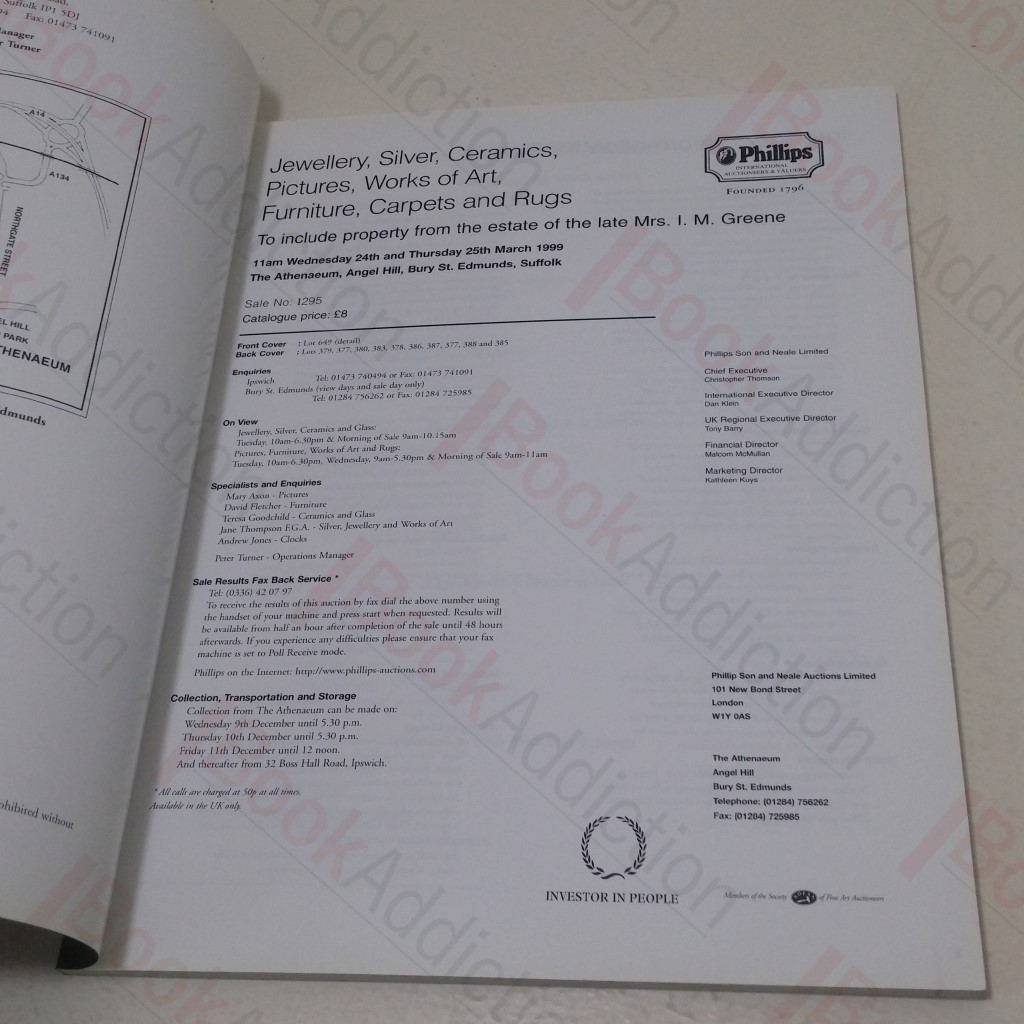 Suffolk IP1 5DJ
Fax: 01473 741091
Turner
A14
A134
NORTHGATE STREET
HILL
PARK
without
Jewellery, Silver, Ceramics,
Pictures, Works of Art,
Furniture, Carpets and Rugs
To include property from the estate of the late Mrs. I. M. Greene
11am Wednesday 24th and Thursday 25th March 1999
The Athenaeum, Angel Hill, Bury St. Edmunds, Suffolk
Sale No: 1295
Catalogue price: £8
Front Cover : Lot 649 (detail)
Back Cover : Lots 379, 377, 380, 383, 378, 386, 387, 377, 388 and 385
Enquiries
Ipswich Tel: 01473 740494 or Fax: 01473 741091
Bury St. Edmunds (view days and sale day only)
Tel: 01284 756262 or Fax: 01284 725985
On View
Jewellery, Silver, Ceramics and Glass:
Tuesday: 10am-6.30pm & Morning of Sale 9am-10.15am
Pictures, Furniture, Works of Art and Rugs:
Tuesday, 10am-6.30pm, Wednesday, 9am-5.30pm & Morning of Sale 9am-11am
Specialists and Enquiries
Mary Axon - Pictures
David Fletcher - Furniture
Teresa Goodchild - Ceramics and Glass
Jane Thompson F.G.A. - Silver, Jewellery and Works of Art
Andrew Jones - Clocks
Peter Turner - Operations Manager
Sale Results Fax Back Service *
Tel: (0336) 42 07 97
To receive the results of this auction by fax dial the above number using
the handset of your machine and press start when requested. Results will
be available from half an hour after completion of the sale until 48 hours
afterwards. If you experience any difficulties please ensure that your fax
machine is set to Poll Receive mode.
Phillips on the Internet: http://www.phillips-auctions.com
Collection, Transportation and Storage
Collection from The Athenaeum can be made on:
Wednesday 9th December until 5.30 p.m.
Thursday 10th December until 5.30 p.m.
Friday 11th December until 12 noon.
And thereafter from 32 Boss Hall Road, Ipswich.
* All calls are charged at 50p at all times.
Available in the UK only.
Phillips
INTERNATIONAL
AUCTIONEERS & VALUERS
FOUNDED 1796
Phillips Son and Neale Limited
Chief Executive
Christopher Thomson
International Executive Director
Dan Klein
UK Regional Executive Director
Tony Barry
Financial Director
Malcom McMullan
Marketing Director
Kathleen Kuys
Phillip Son and Neale Auctions Limited
101 New Bond Street
London
W1Y 0AS
The Athenaeum
Angel Hill
Bury St. Edmunds
Telephone: (01284) 756262
Fax: (01284) 725985
INVESTOR IN PEOPLE
Members of the Society of Fine Art Auctioneers
BookAddiction